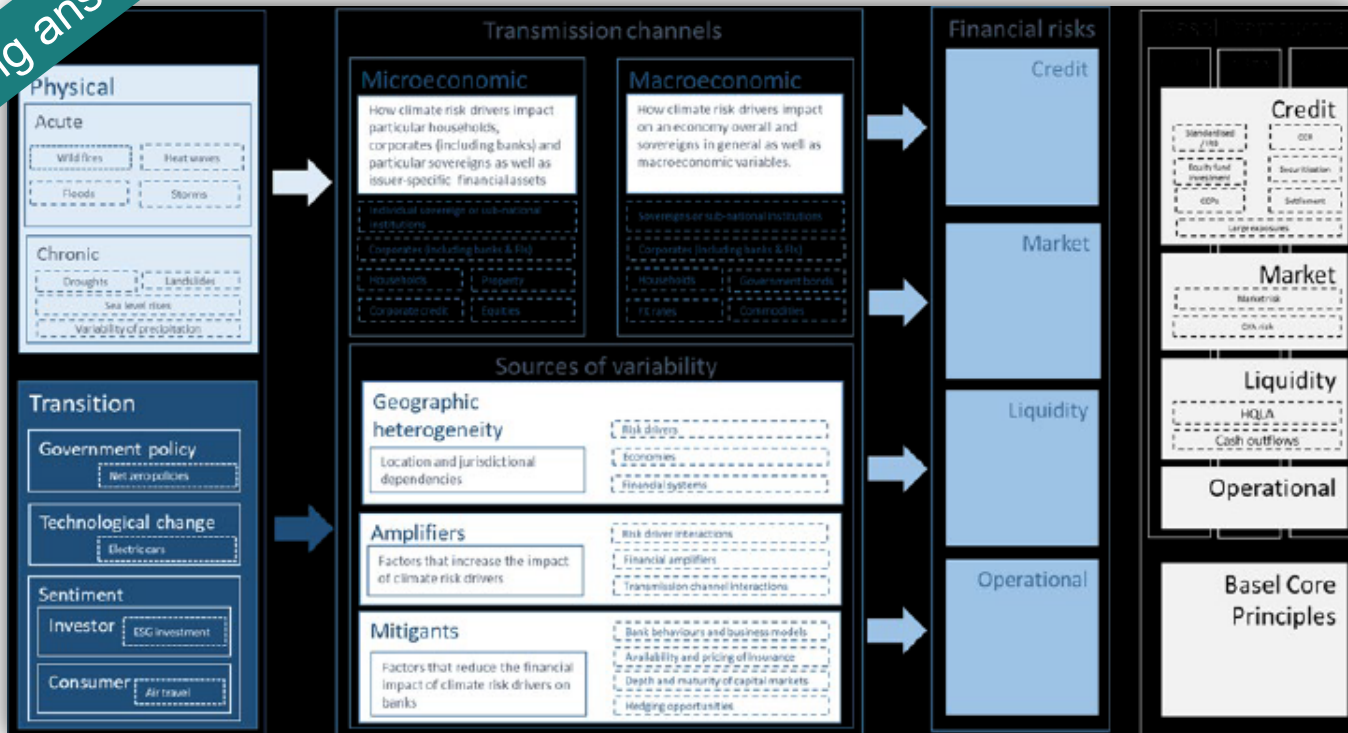 ng ans
Physical
Acute
Wild fires
Heat waves
Floods
Storms
Chronic
Droughts
Landslides
Sea level rises
Variability of precipitation
Transition
Government policy
Net zero policies
Technological change
Electric cars
Sentiment
Investor
ESG investment
Consumer
Air travel
Transmission channels
Microeconomic
How climate risk drivers impact
particular households,
corporates (including banks) and
particular sovereigns as well as
issuer-specific financial assets
Individual sovereign or sub-national
institutions
Corporates (including banks & FIs)
Households
Property
Corporate credit
Equities
Macroeconomic
How climate risk drivers impact
on an economy overall and
sovereigns in general as well as
macroeconomic variables.
Sovereigns or sub-national institutions
Corporates (including banks & FIs)
Households
Government bonds
FX rates
Commodities
Sources of variability
Geographic
heterogeneity
Location and jurisdictional
dependencies
Risk drivers
Economies
Financial systems
Amplifiers
Factors that increase the impact
of climate risk drivers
Risk driver interactions
Financial amplifiers
Transmission channel interactions
Mitigants
Factors that reduce the financial
impact of climate risk drivers on
banks
Bank behaviours and business models
Availability and pricing of insurance
Depth and maturity of capital markets
Hedging opportunities
Financial risks
Credit
Market
Liquidity
Operational
Credit
Standardised
/ IRB
CCR
Equity fund
investment
Securitisation
CCPs
Settlement
Large exposures
Market
Market risk
CVA risk
Liquidity
HQLA
Cash outflows
Operational
Basel Core
Principles